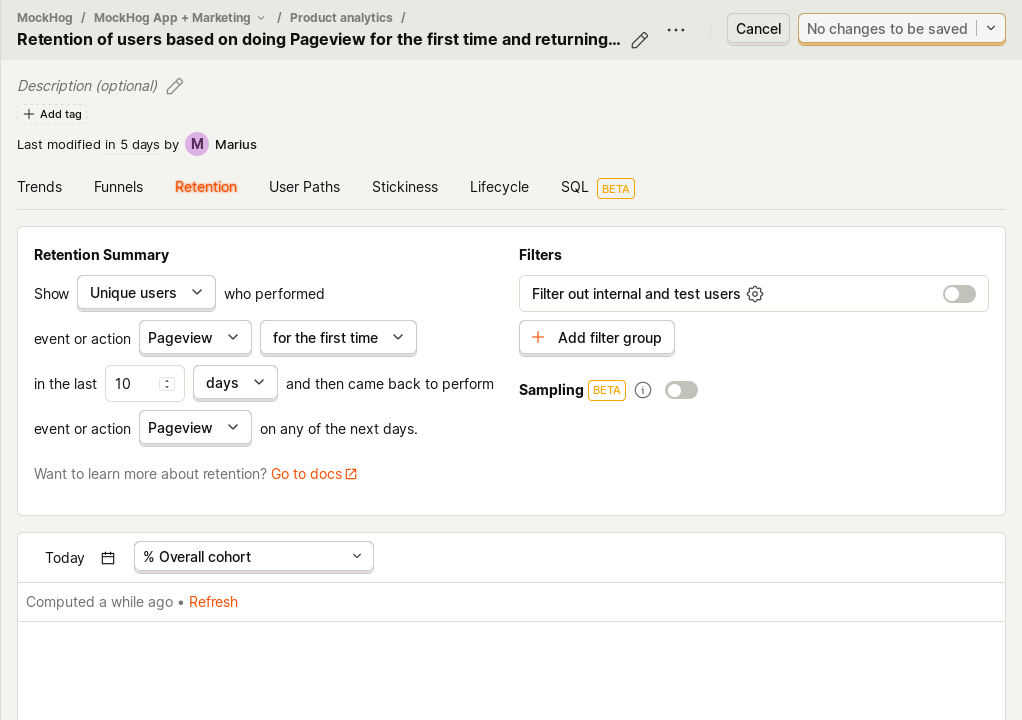 MockHog / MockHog App + Marketing / Product analytics /
Retention of users based on doing Pageview for the first time and returning... Cancel No changes to be saved
Description (optional)
Add tag
Last modified in 5 days by M Marius
Trends Funnels Retention User Paths Stickiness Lifecycle SQL BETA
Retention Summary
Show Unique users who performed
event or action Pageview for the first time
in the last 10 days and then came back to perform
event or action Pageview on any of the next days.
Want to learn more about retention? Go to docs
Filters
Filter out internal and test users
Add filter group
Sampling BETA
Today % Overall cohort
Computed a while ago • Refresh